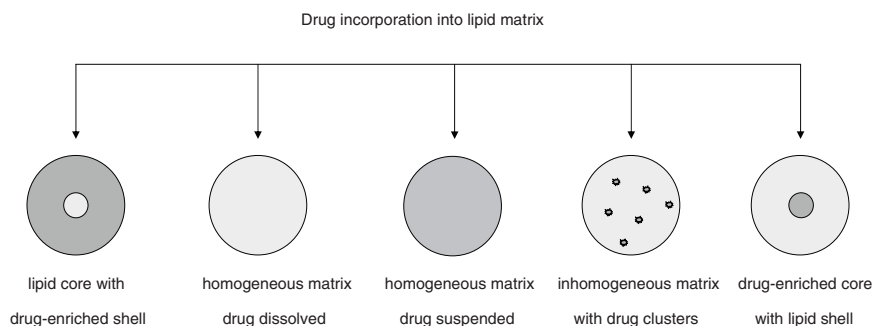 Drug incorporation into lipid matrix
lipid core with
drug-enriched shell
homogeneous matrix
drug dissolved
homogeneous matrix
drug suspended
inhomogeneous matrix
with drug clusters
drug-enriched core
with lipid shell